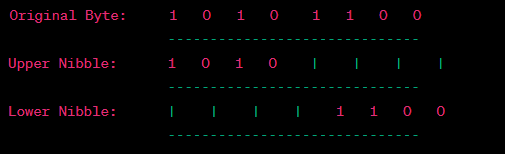 Original Byte: 1 0 1 0 1 1 0 0
------------------------------
Upper Nibble: 1 0 1 0 | | | |
------------------------------
Lower Nibble: | | | | 1 1 0 0
------------------------------